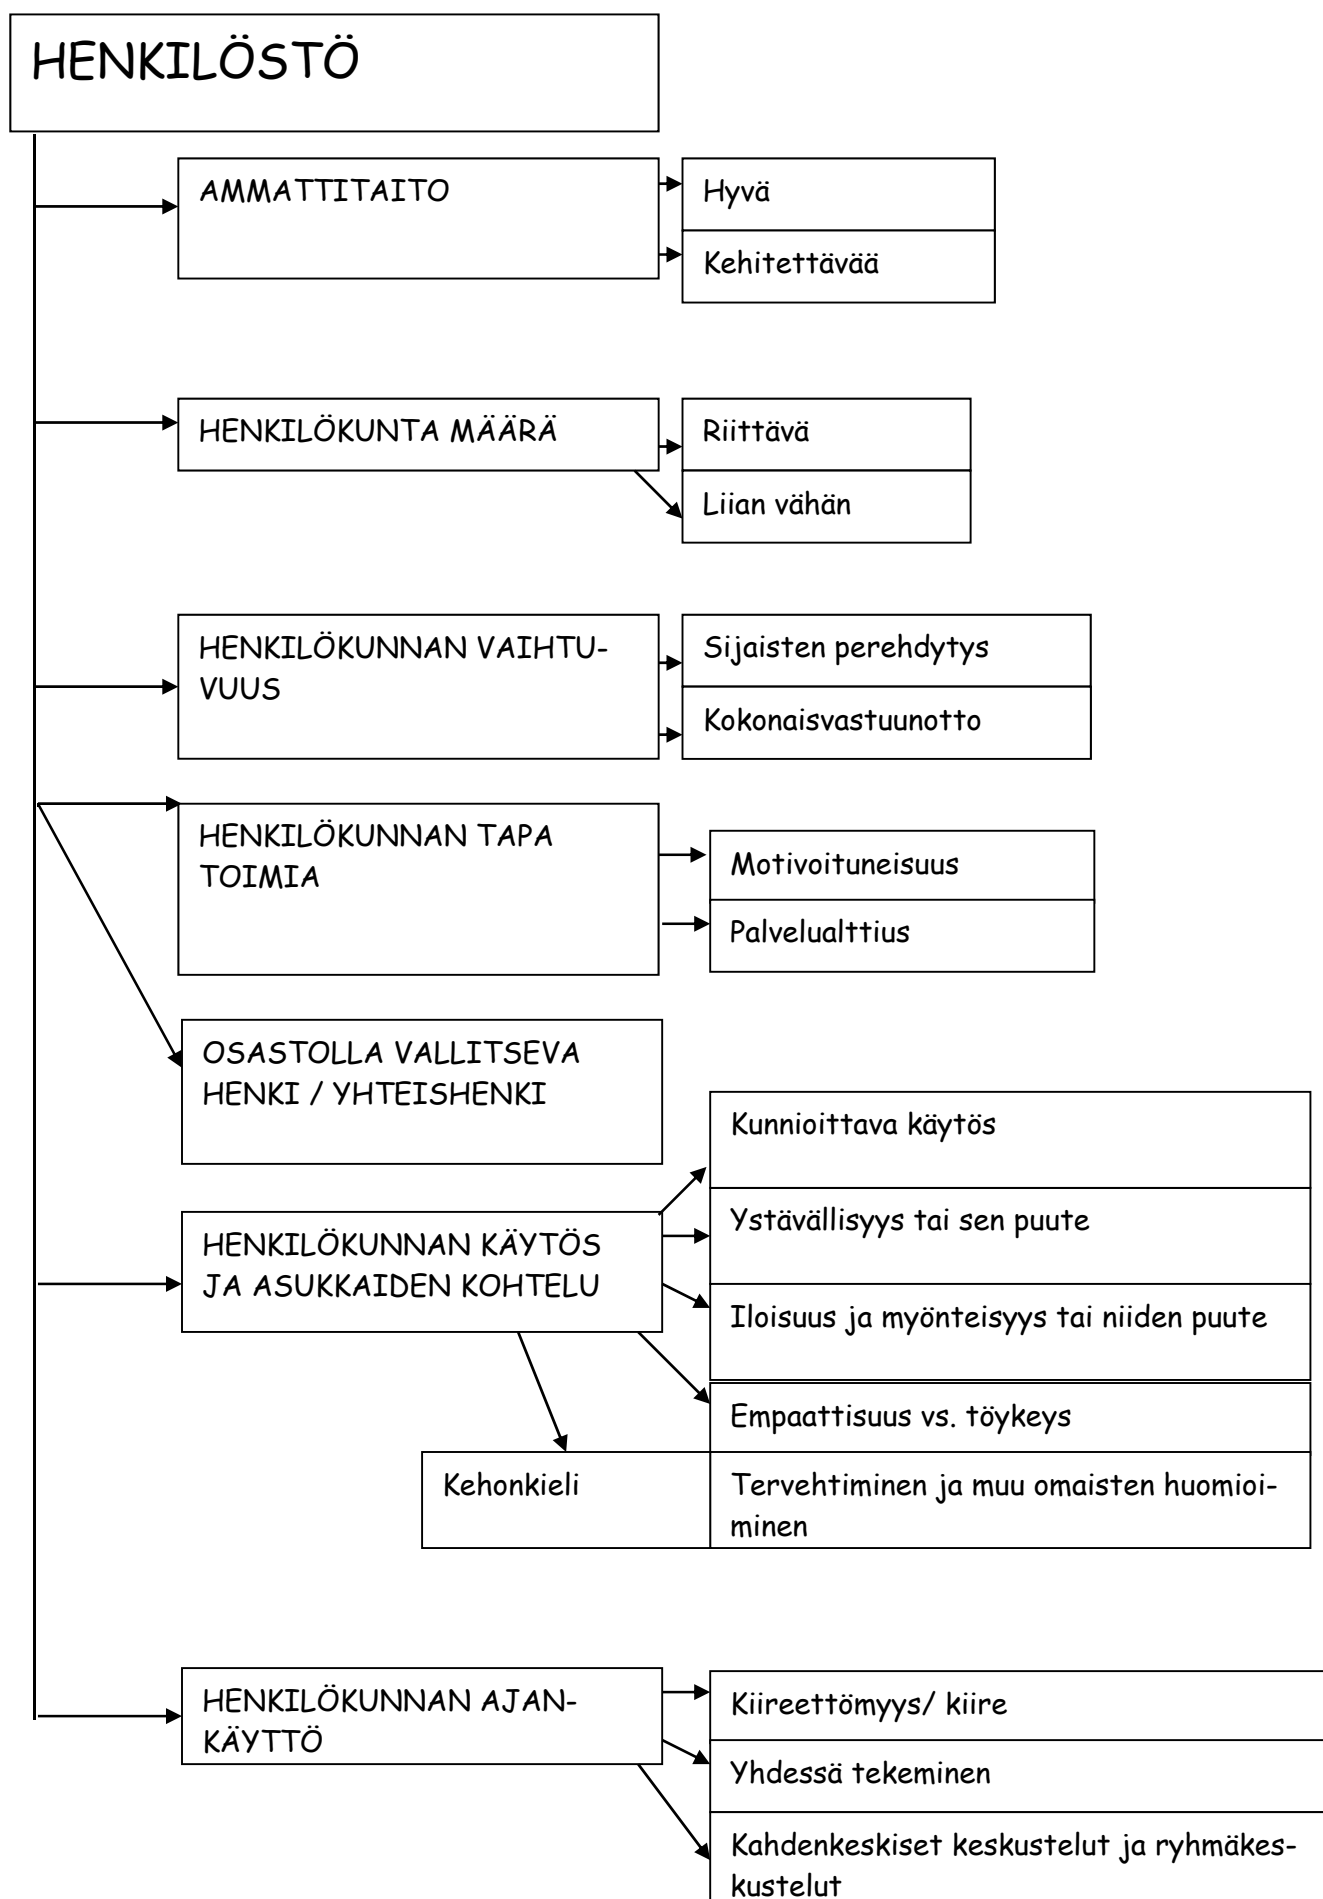 HENKILÖSTÖ
AMMATTITAITO
Hyvä
Kehitettävää
HENKILÖKUNTA MÄÄRÄ
Riittävä
Liian vähän
HENKILÖKUNNAN VAIHTU-
VUUS
Sijaisten perehdytys
Kokonaisvastuunotto
HENKILÖKUNNAN TAPA
TOIMIA
Motivoituneisuus
Palvelualttius
OSASTOLLA VALLITSEVA
HENKI / YHTEISHENKI
HENKILÖKUNNAN KÄYTÖS
JA ASUKKAIDEN KOHTELU
Kunnioittava käytös
Ystävällisyys tai sen puute
Iloisuus ja myönteisyys tai niiden puute
Empaattisuus vs. töykeys
Kehonkieli
Tervehtiminen ja muu omaisten huomioi-
minen
HENKILÖKUNNAN AJAN-
KÄYTTÖ
Kiireettömyys/ kiire
Yhdessä tekeminen
Kahdenkeskiset keskustelut ja ryhmäkes-
kustelut